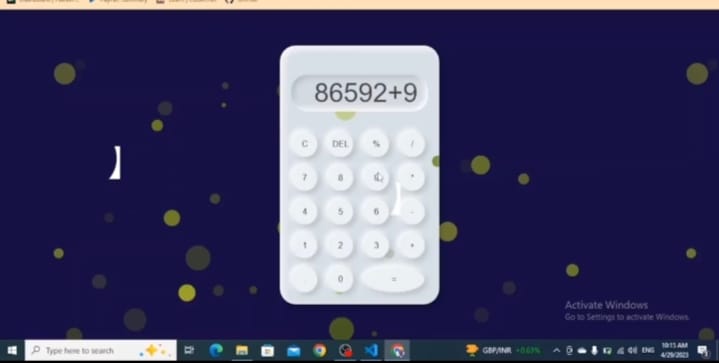 86592+9
C DEL % /
7 8 9 *
4 5 6 -
1 2 3 +
0 =
Activate Windows
Go to Settings to activate Windows.
Type here to search
GBP/INR +0.63%
ENG
10:15 AM
4/29/2023